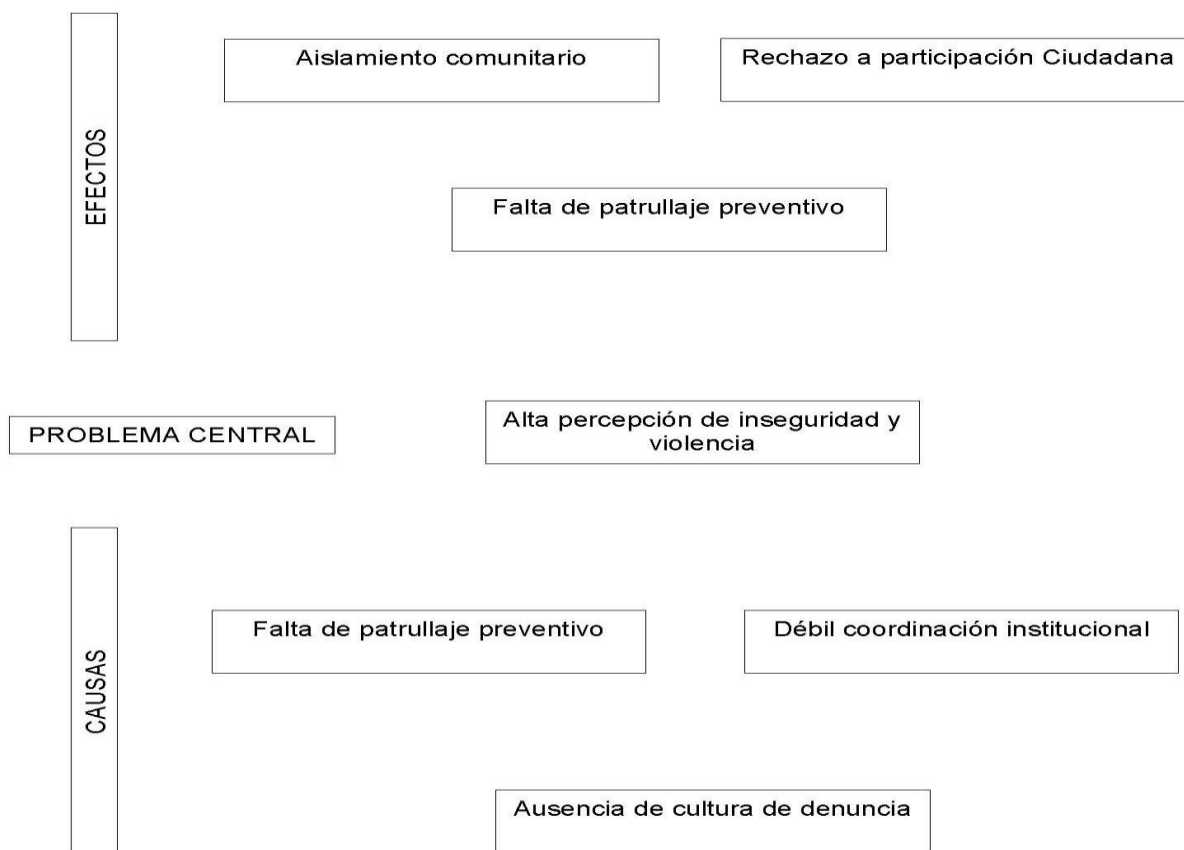 EFECTOS
Aislamiento comunitario
Rechazo a participación Ciudadana
Falta de patrullaje preventivo
PROBLEMA CENTRAL
Alta percepción de inseguridad y
violencia
CAUSAS
Falta de patrullaje preventivo
Débil coordinación institucional
Ausencia de cultura de denuncia